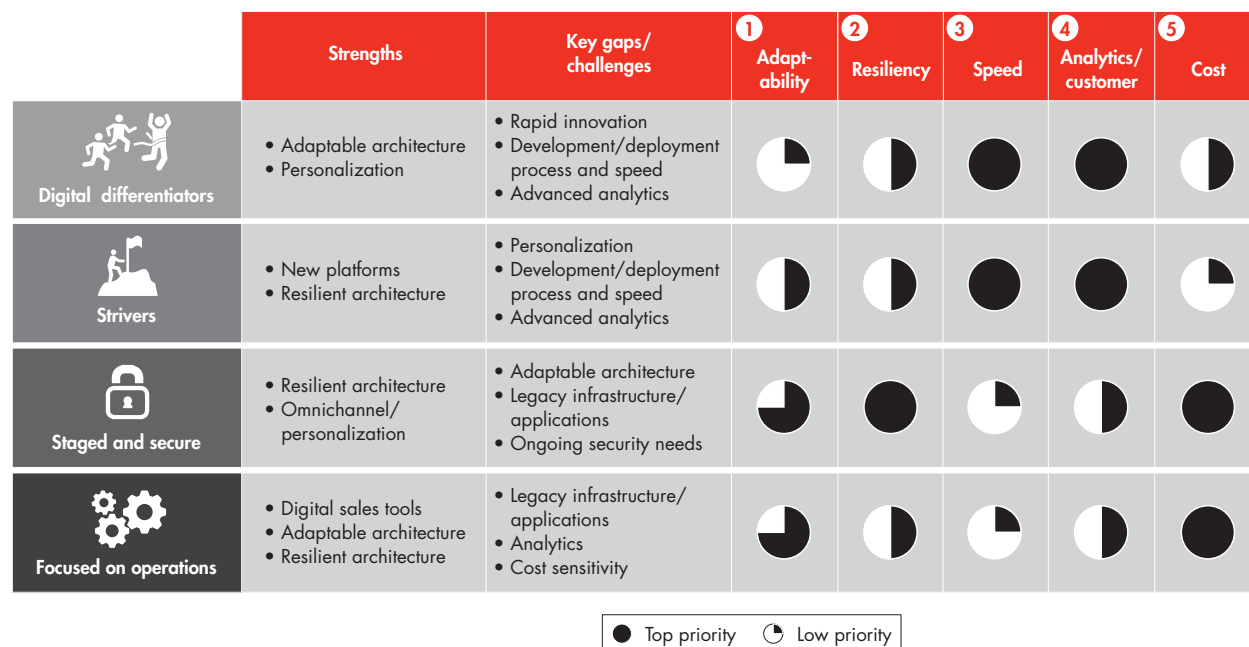 Strengths
Key gaps/
challenges
1
Adapt-
ability
2
Resiliency
3
Speed
4
Analytics/
customer
5
Cost
Digital differentiators
• Adaptable architecture
• Personalization
• Rapid innovation
• Development/deployment
process and speed
• Advanced analytics
Strivers
• New platforms
• Resilient architecture
• Personalization
• Development/deployment
process and speed
• Advanced analytics
Staged and secure
• Resilient architecture
• Omnichannel/
personalization
• Adaptable architecture
• Legacy infrastructure/
applications
• Ongoing security needs
Focused on operations
• Digital sales tools
• Adaptable architecture
• Resilient architecture
• Legacy infrastructure/
applications
• Analytics
• Cost sensitivity
Top priority
Low priority